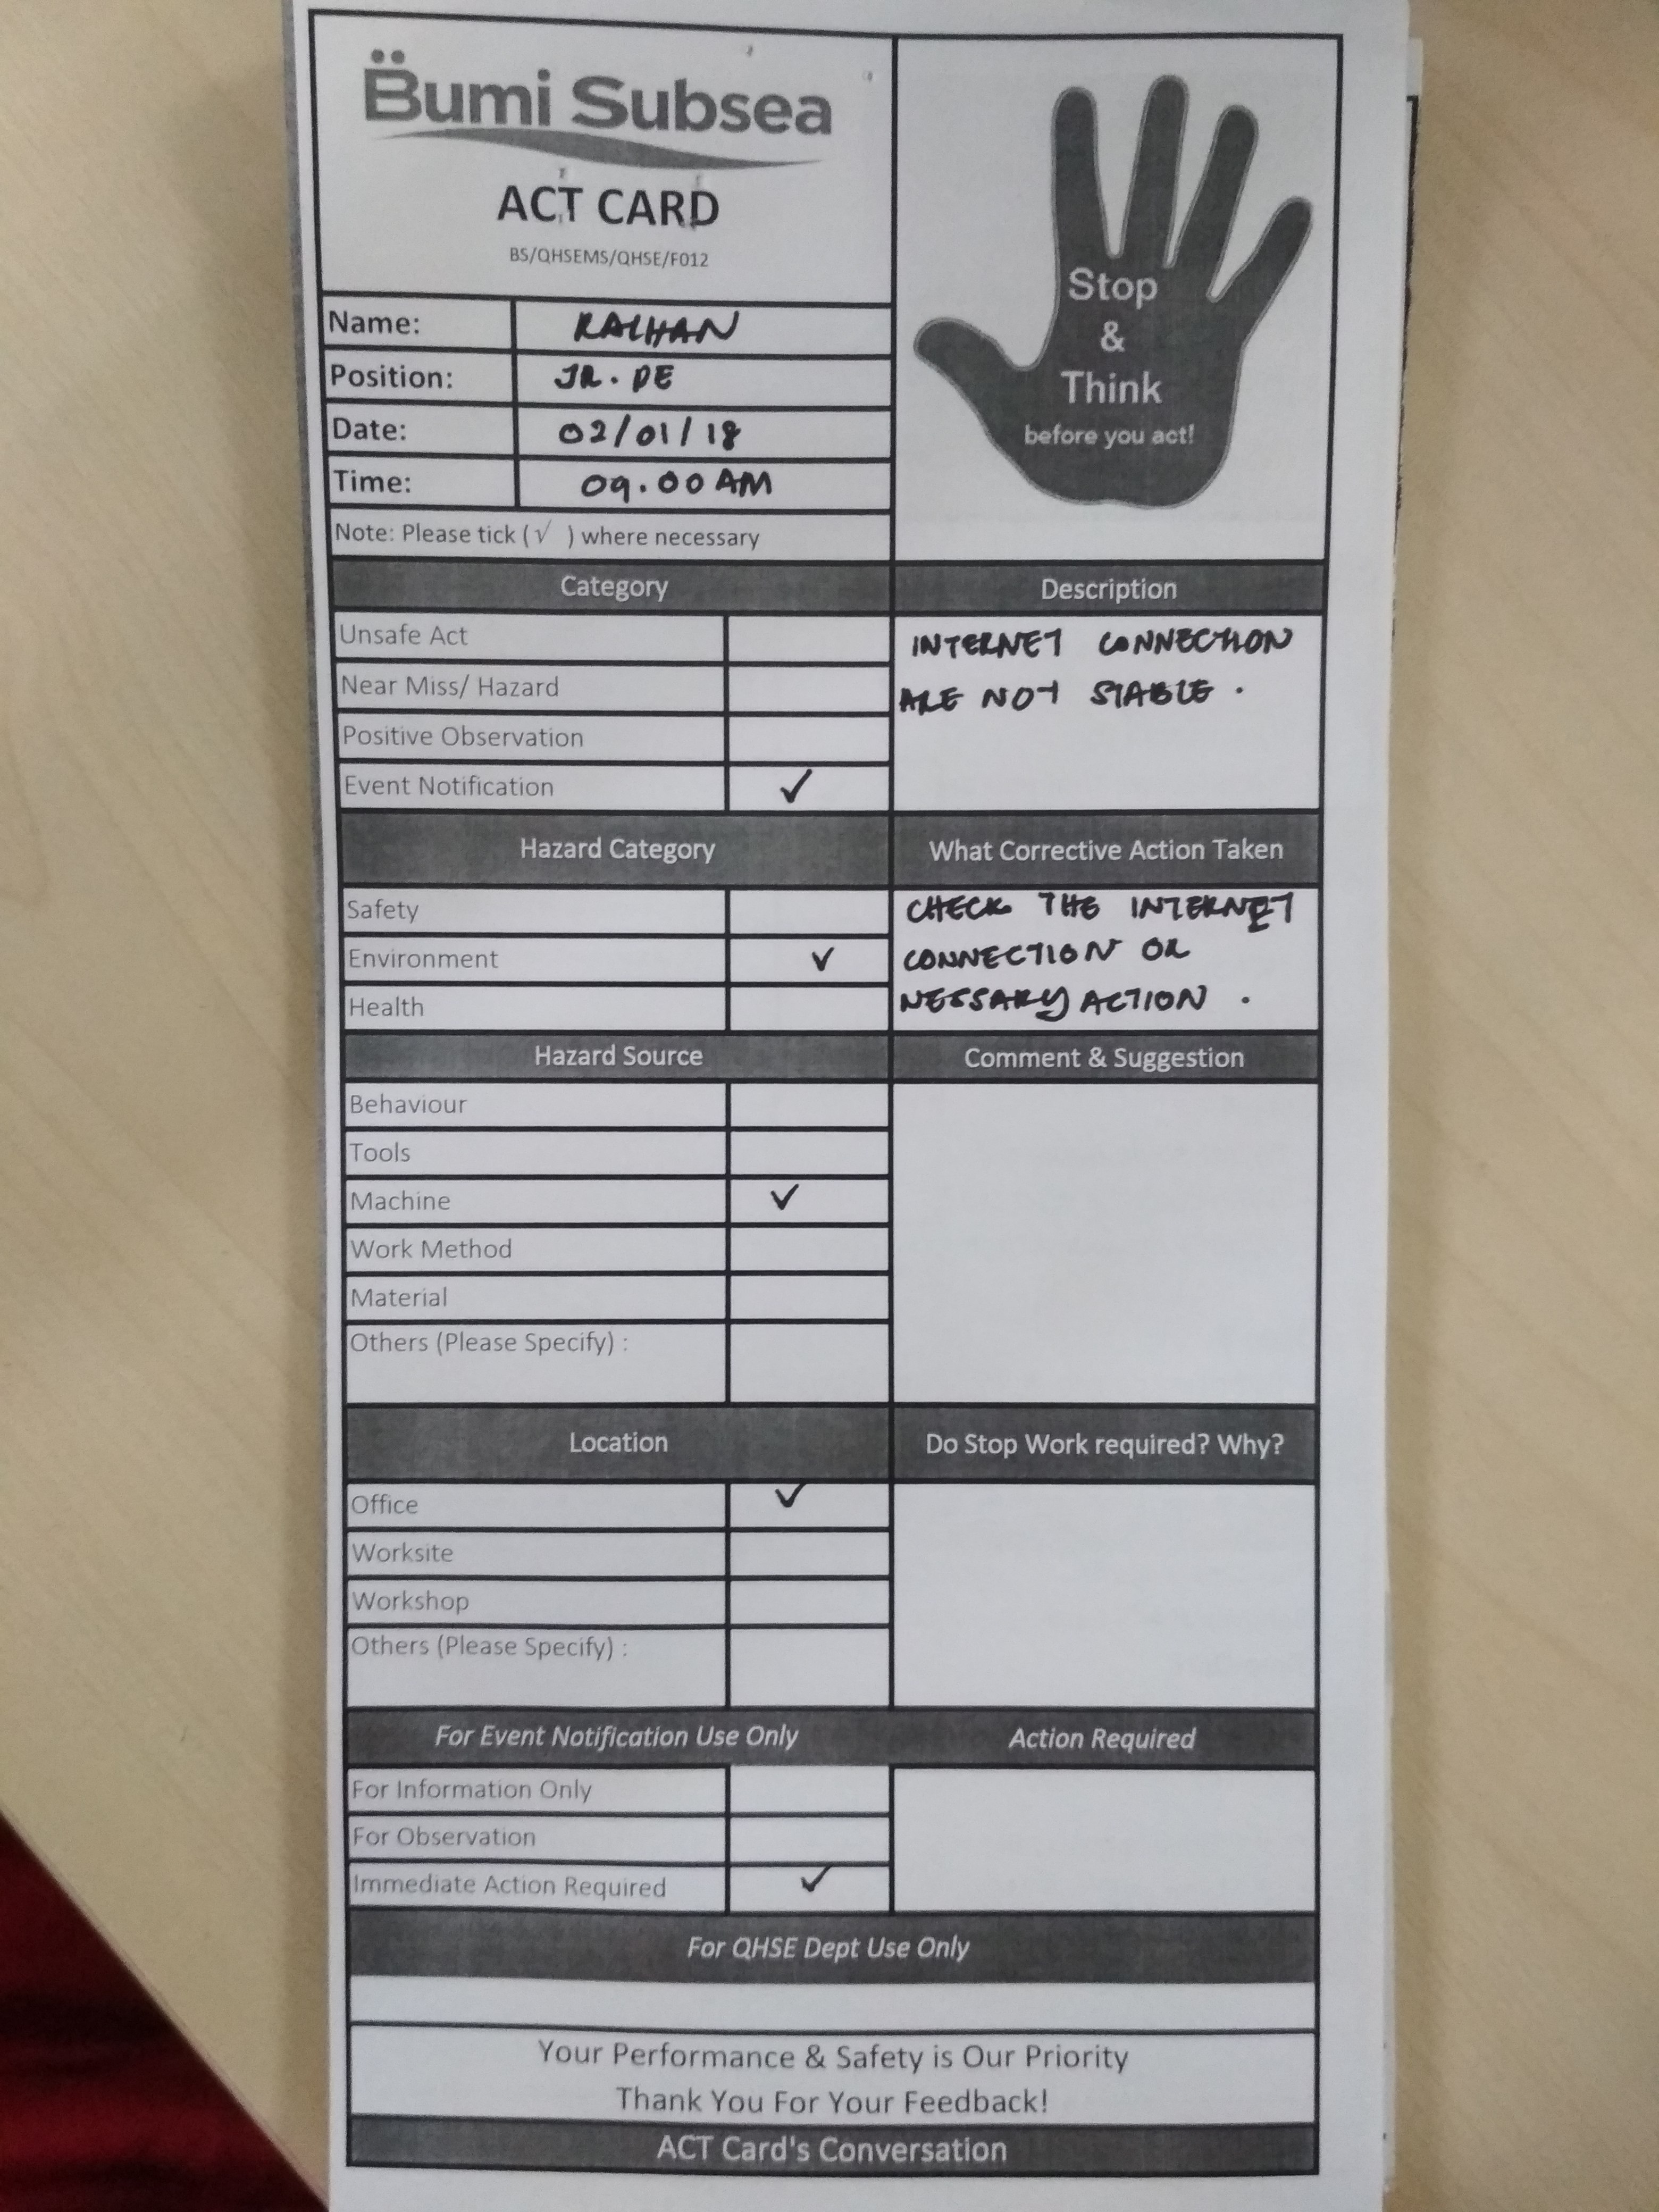 Bumi Subsea
ACT CARD
BS/QHSEMS/QHSE/F012
Stop
&
Think
before you act!
Name: RAIHAN
Position: JR. DE
Date: 02/01/18
Time: 09.00 AM
Note: Please tick (√ ) where necessary
Category
Unsafe Act
Near Miss/ Hazard
Positive Observation
Event Notification ✓
Description
INTERNET CONNECTION
ARE NOT STABLE.
Hazard Category
Safety
Environment ✓
Health
What Corrective Action Taken
CHECK THE INTERNET
CONNECTION OR
NESSARY ACTION.
Hazard Source
Behaviour
Tools
Machine ✓
Work Method
Material
Others (Please Specify) :
Comment & Suggestion
Location
Office ✓
Worksite
Workshop
Others (Please Specify) :
Do Stop Work required? Why?
For Event Notification Use Only
For Information Only
For Observation
Immediate Action Required ✓
Action Required
For QHSE Dept Use Only
Your Performance & Safety is Our Priority
Thank You For Your Feedback!
ACT Card's Conversation